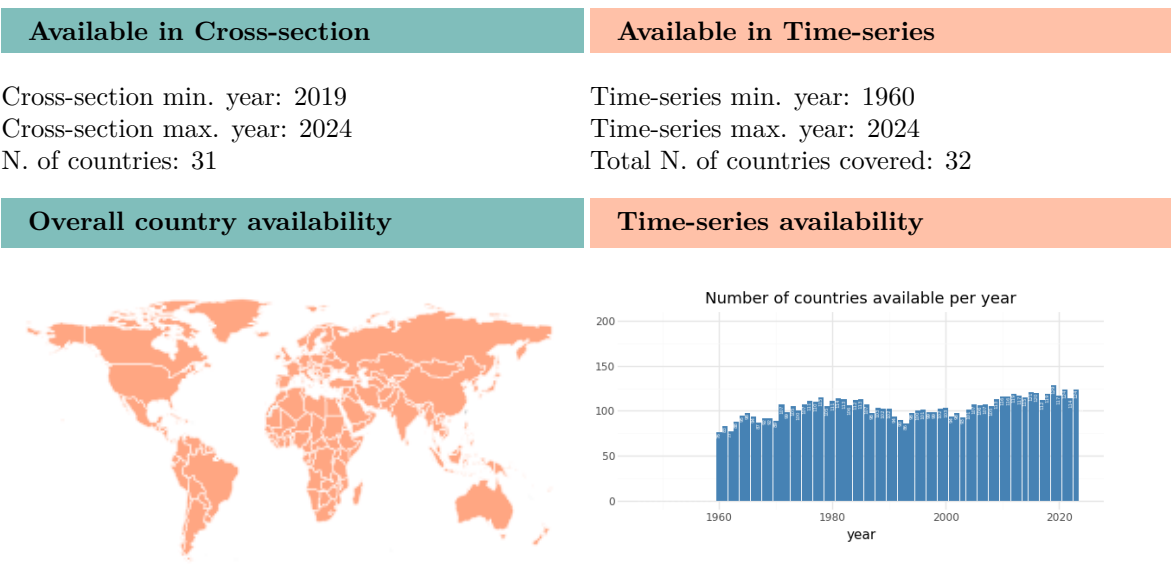 Available in Cross-section
Cross-section min. year: 2019
Cross-section max. year: 2024
N. of countries: 31
Available in Time-series
Time-series min. year: 1960
Time-series max. year: 2024
Total N. of countries covered: 32
Overall country availability
Time-series availability
Number of countries available per year
200
150
100
50
0
1960 1980 2000 2020
year